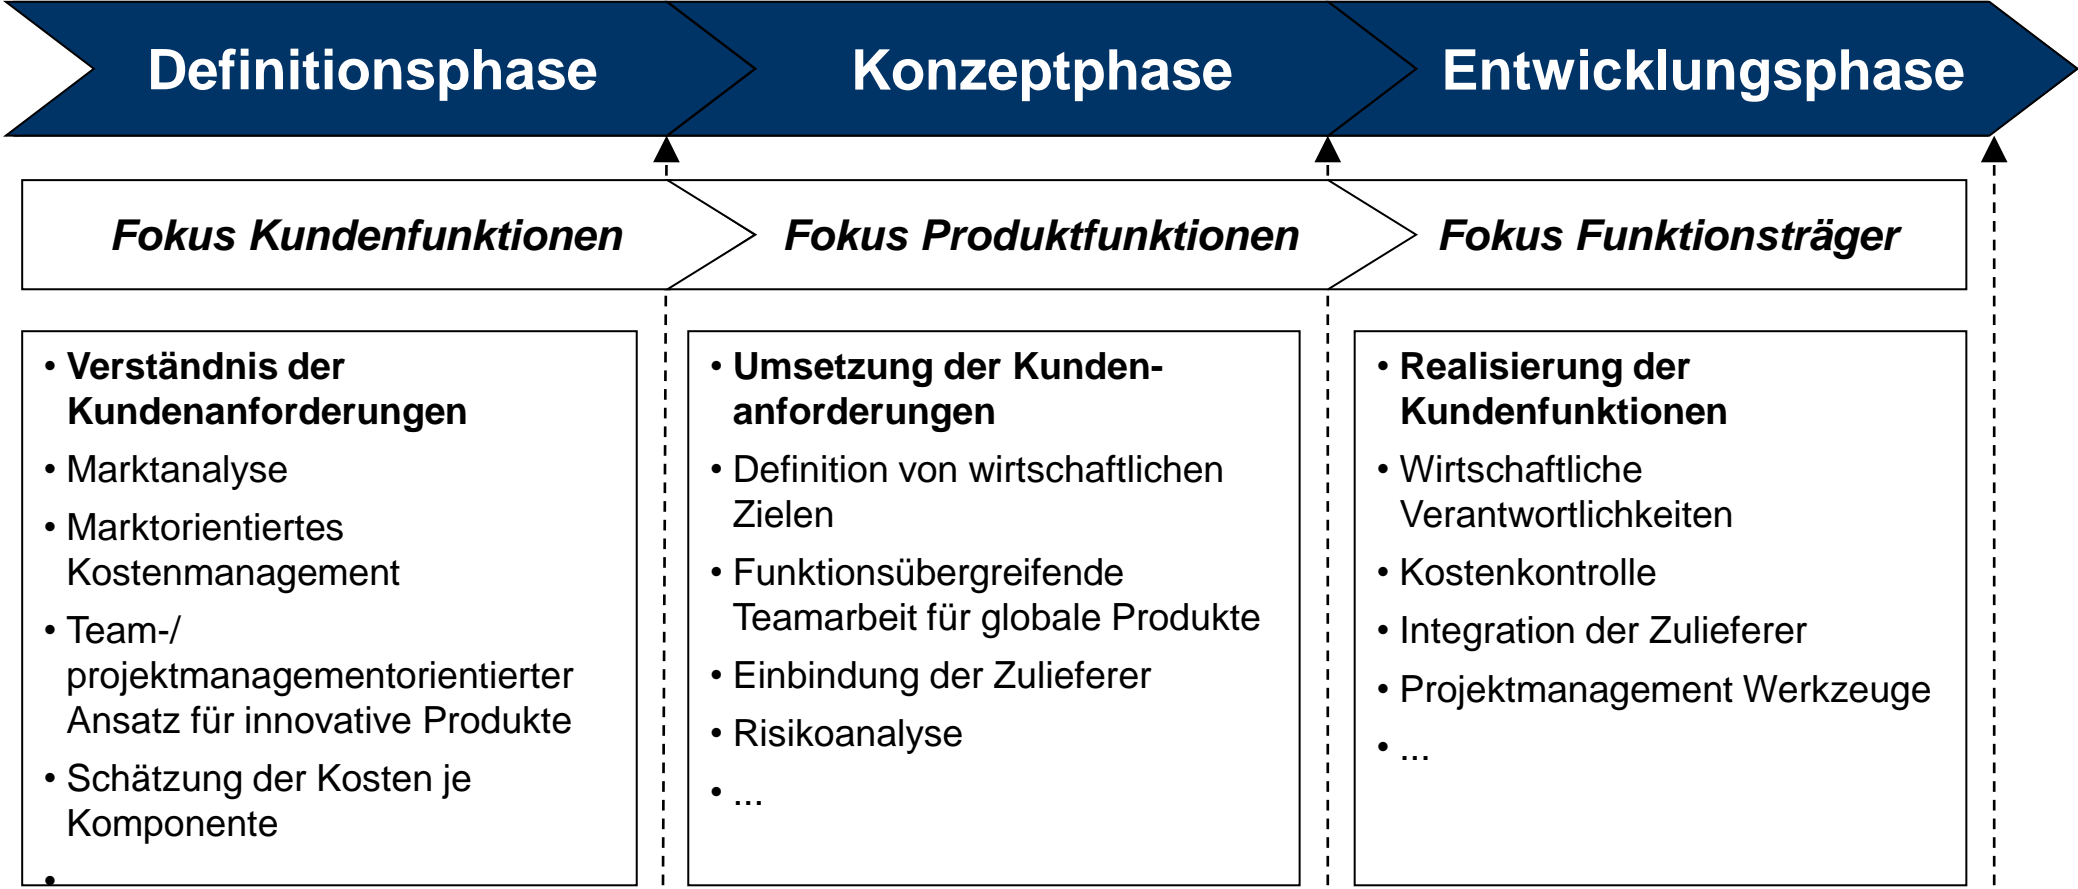 Definitionsphase
Konzeptphase
Entwicklungsphase
Fokus Kundenfunktionen
Fokus Produktfunktionen
Fokus Funktionsträger
• Verständnis der
Kundenanforderungen
• Marktanalyse
• Marktorientiertes
Kostenmanagement
• Team-/
projektmanagementorientierter
Ansatz für innovative Produkte
• Schätzung der Kosten je
Komponente
•
• Umsetzung der Kunden-
anforderungen
• Definition von wirtschaftlichen
Zielen
• Funktionsübergreifende
Teamarbeit für globale Produkte
• Einbindung der Zulieferer
• Risikoanalyse
• ...
• Realisierung der
Kundenfunktionen
• Wirtschaftliche
Verantwortlichkeiten
• Kostenkontrolle
• Integration der Zulieferer
• Projektmanagement Werkzeuge
• ...